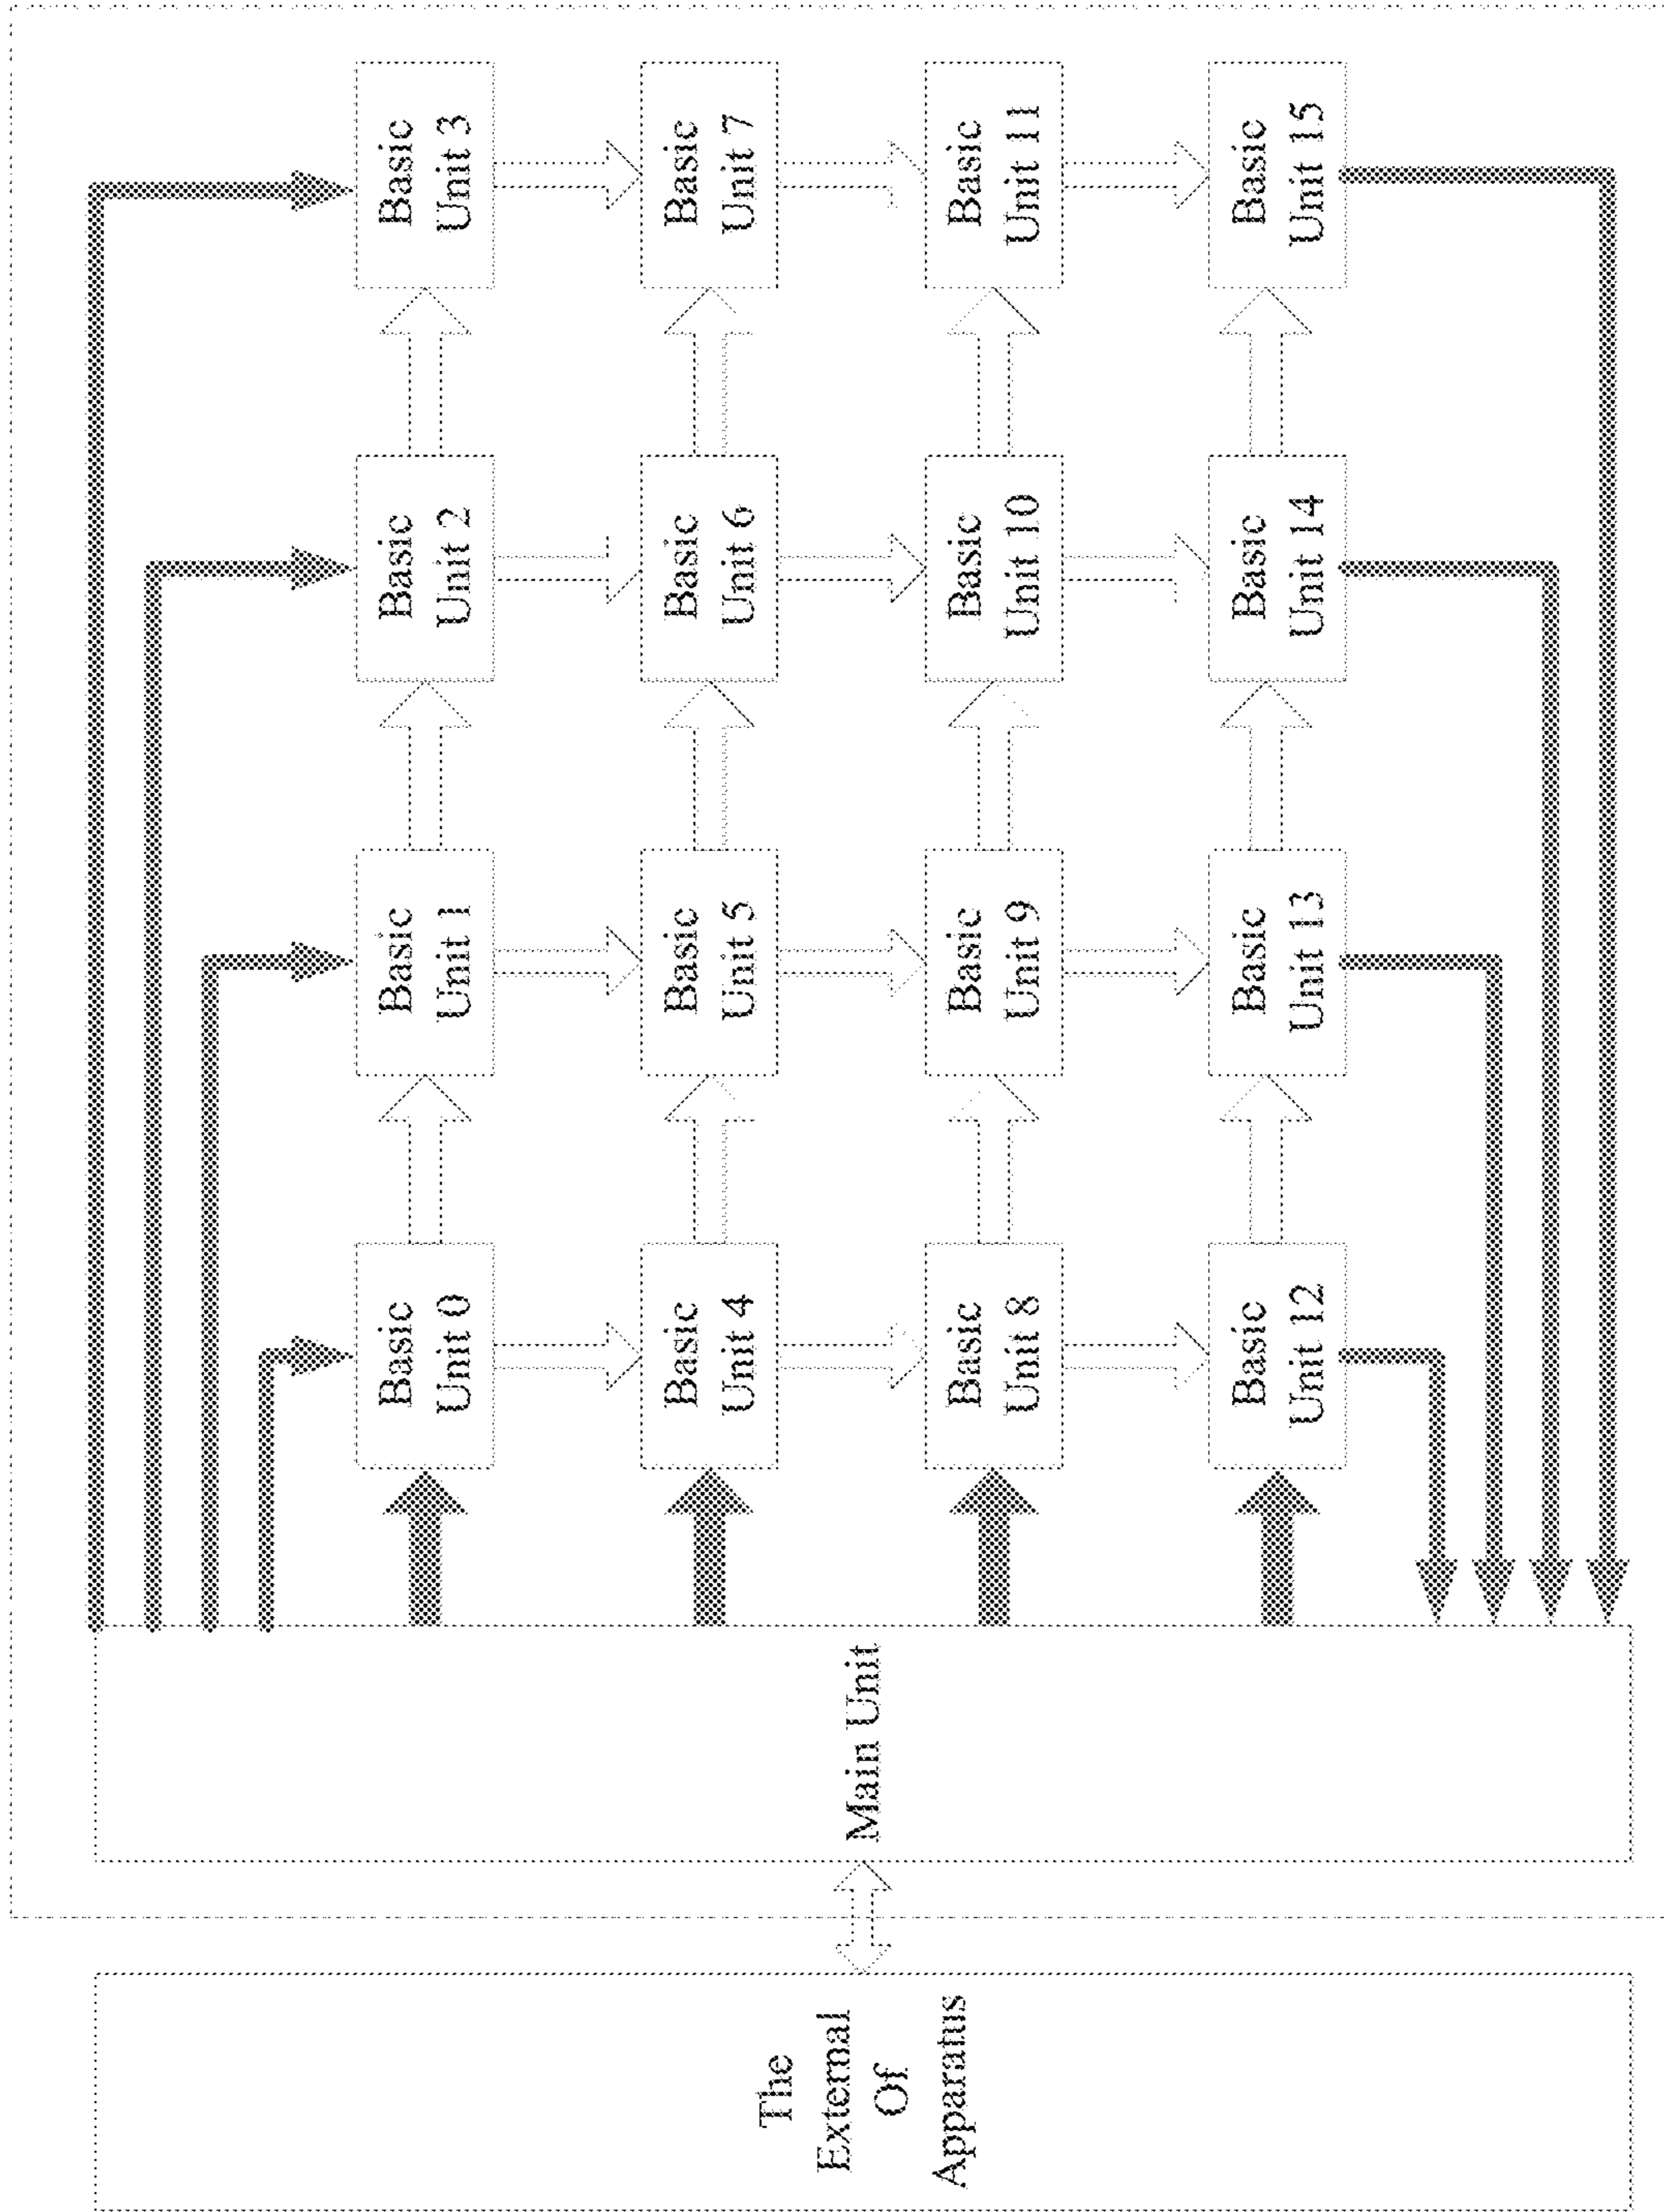 The
External
Of
Apparatus
Main Unit
Basic
Unit 0
Basic
Unit 1
Basic
Unit 2
Basic
Unit 3
Basic
Unit 4
Basic
Unit 5
Basic
Unit 6
Basic
Unit 7
Basic
Unit 8
Basic
Unit 9
Basic
Unit 10
Basic
Unit 11
Basic
Unit 12
Basic
Unit 13
Basic
Unit 14
Basic
Unit 15